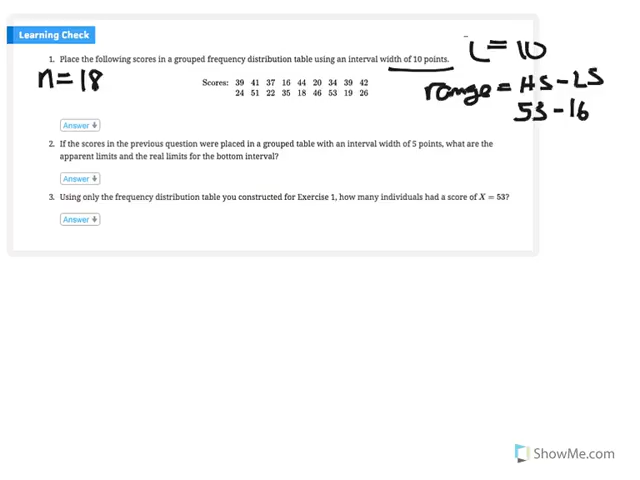 Learning Check
i = 10
1. Place the following scores in a grouped frequency distribution table using an interval width of 10 points.
n = 18
range = HS - LS
53 - 16
Scores: 39 41 37 16 44 20 34 39 42
24 51 22 35 18 46 53 19 26
Answer
2. If the scores in the previous question were placed in a grouped table with an interval width of 5 points, what are the
apparent limits and the real limits for the bottom interval?
Answer
3. Using only the frequency distribution table you constructed for Exercise 1, how many individuals had a score of X = 53?
Answer
ShowMe.com